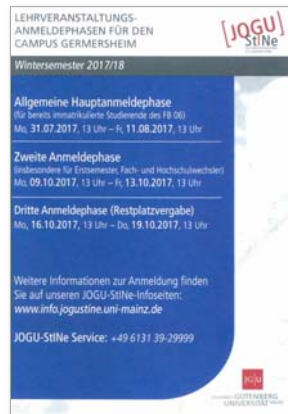 LEHRVERANSTALTUNGS-
ANMELDEPHASEN FÜR DEN
CAMPUS GERMERSHEIM
[JOGU]
StINe
Wintersemester 2017/18
Allgemeine Hauptanmeldephase
(für bereits immatrikulierte Studierende des FB 06)
Mo, 31.07.2017, 13 Uhr – Fr, 11.08.2017, 13 Uhr
Zweite Anmeldephase
(insbesondere für Erstsemester, Fach- und Hochschulwechsler)
Mo, 09.10.2017, 13 Uhr – Fr, 13.10.2017, 13 Uhr
Dritte Anmeldephase (Restplatzvergabe)
Mo, 16.10.2017, 13 Uhr – Do, 19.10.2017, 13 Uhr
Weitere Informationen zur Anmeldung finden
Sie auf unseren JOGU-StINe-Infoseiten:
www.info.jogustine.uni-mainz.de
JOGU-StINe Service: +49 6131 39-29999
JG|U
GUTENBERG
UNIVERSITÄT